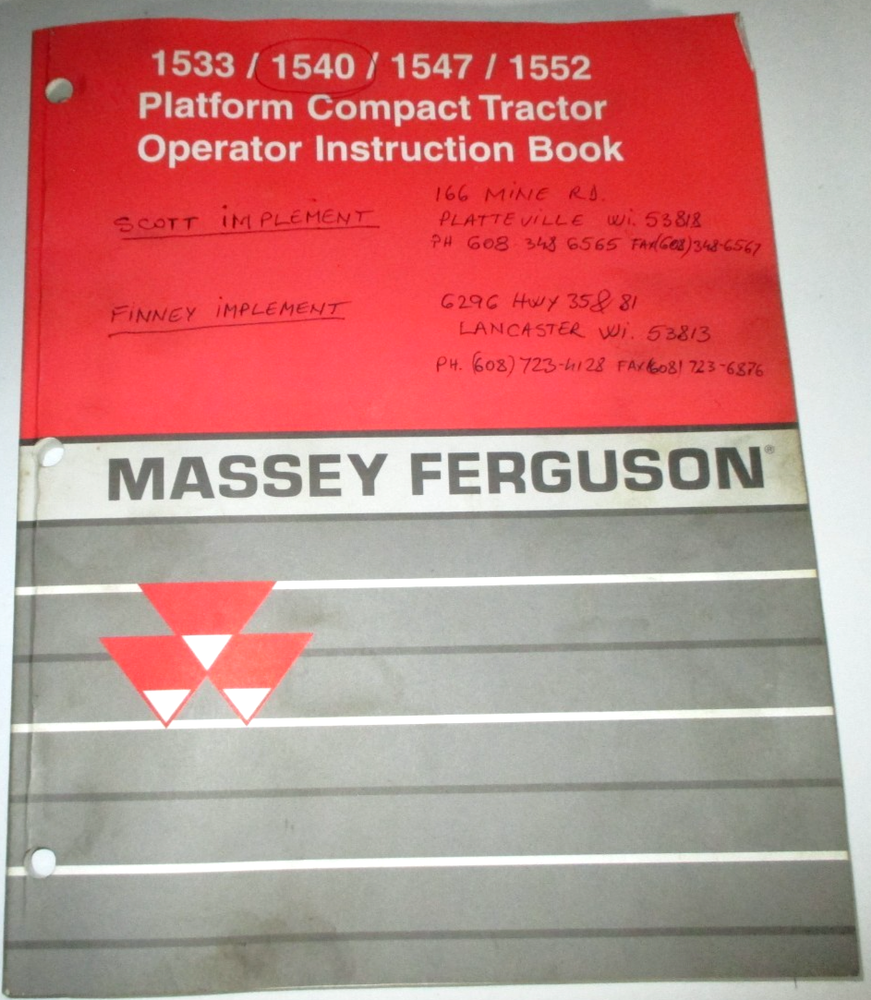 1533 / 1540 / 1547 / 1552
Platform Compact Tractor
Operator Instruction Book
SCOTT iMPLEMENT
166 MiNE RD.
PLATTEVILLE Wi. 53818
PH 608 348 6565 FAX(608)348-6567
FiNNEY iMPLEMENT
6296 HWY 35 & 81
LANCASTER Wi. 53813
PH. (608) 723-4128 FAX(608) 723-6876
MASSEY FERGUSON®